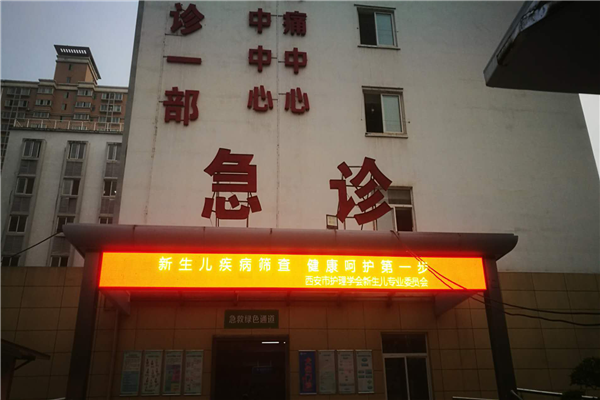 诊一部
中中心
痛中心
急诊
新生儿疾病筛查 健康呵护第一步
西安市护理学会新生儿专业委员会
急救绿色通道